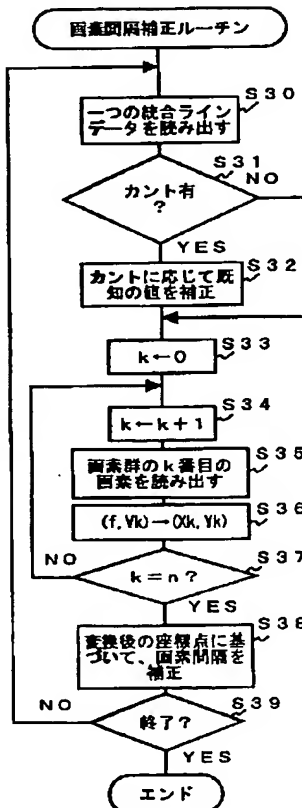 画素間隔補正ルーチン
S30
一つの統合ライン
データを読み出す
S31
カント有
?
NO
YES
S32
カントに応じて既
知の値を補正
S33
k←0
S34
k←k+1
S35
画素群のk番目の
画素を読み出す
S36
(f,Yk)→(Xk,Yk)
S37
NO
k=n?
YES
S38
変換後の座標点に基
づいて、画素間隔を
補正
S39
NO
終了?
YES
エンド